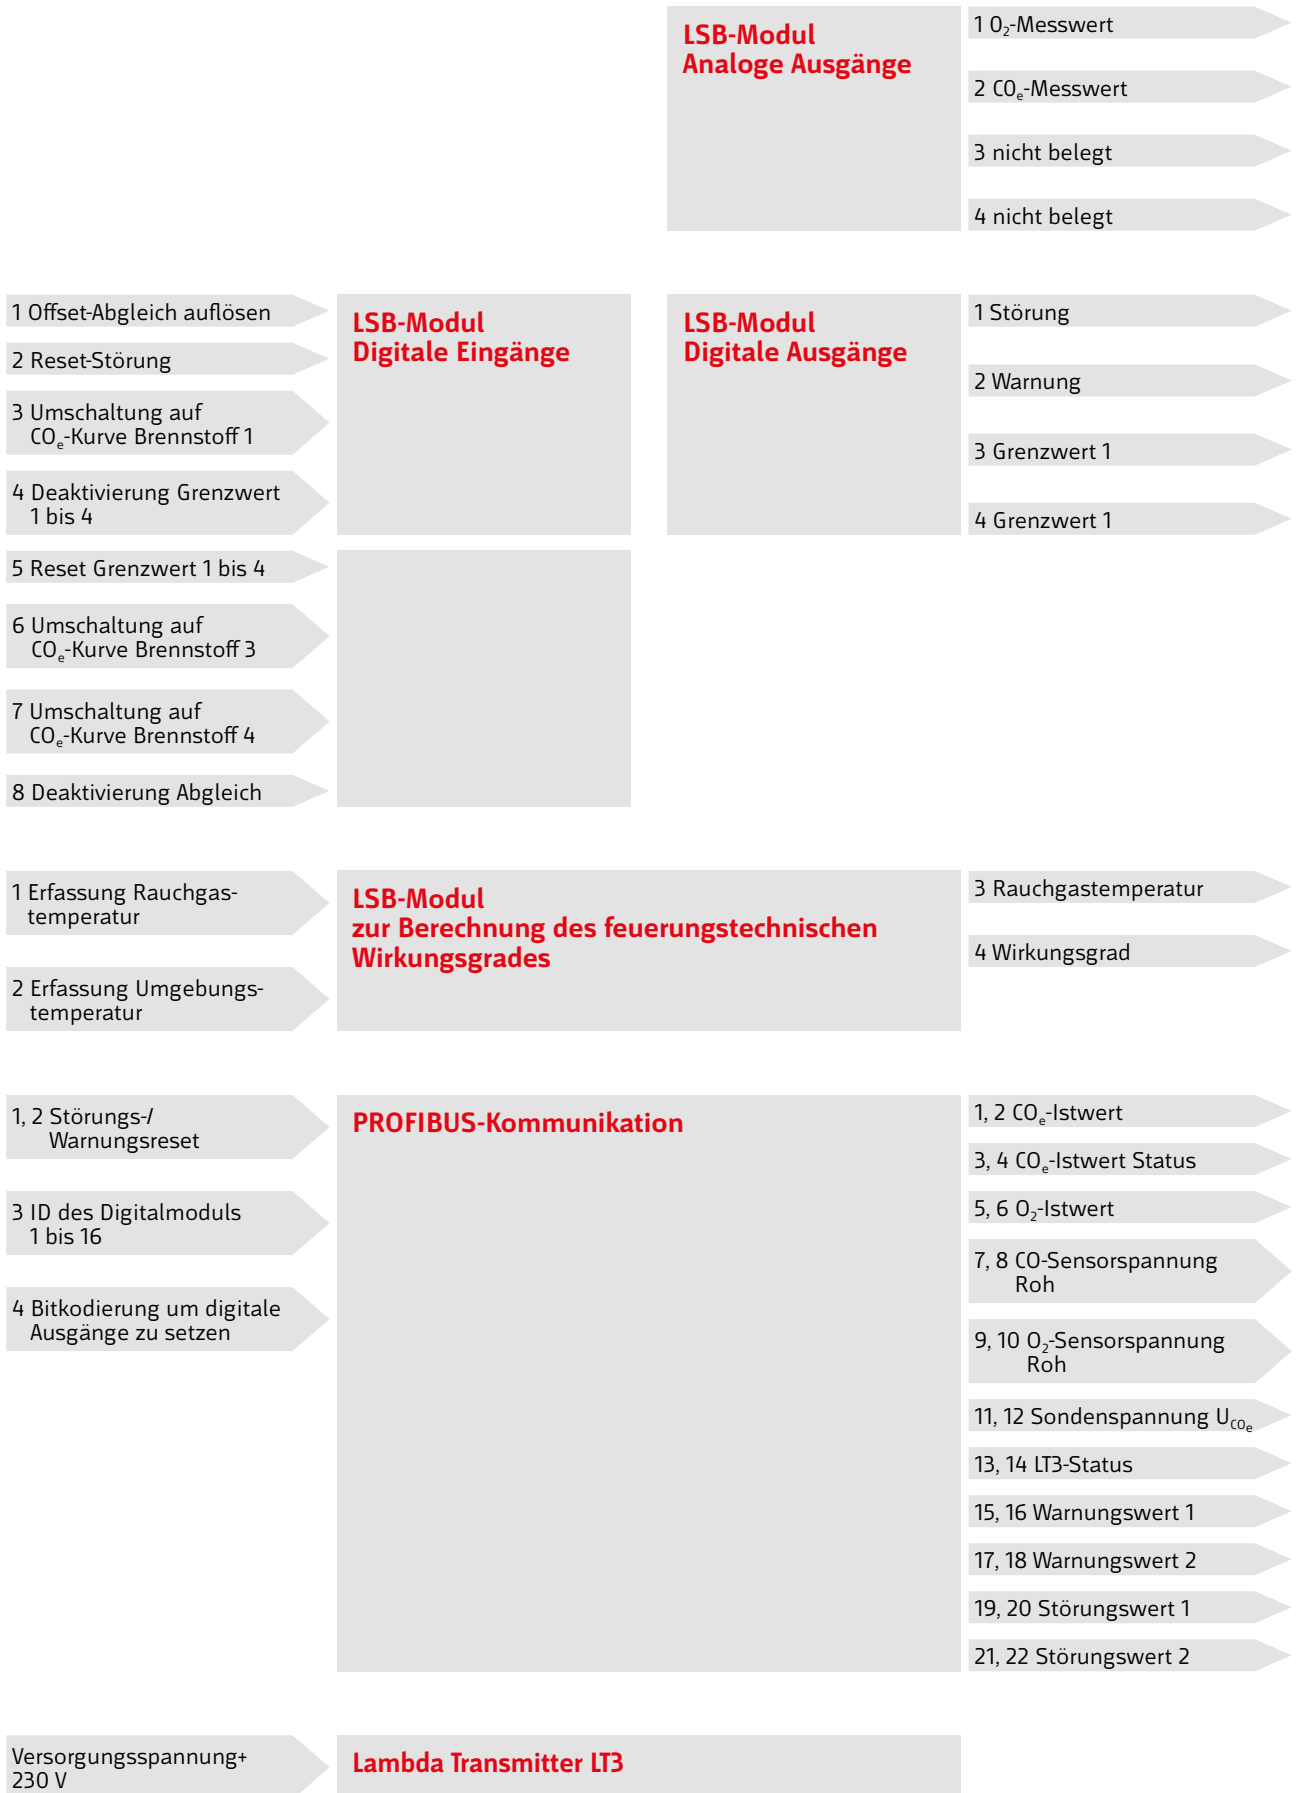 LSB-Modul
Analoge Ausgänge
1 O₂-Messwert
2 COₑ-Messwert
3 nicht belegt
4 nicht belegt
1 Offset-Abgleich auflösen
2 Reset-Störung
3 Umschaltung auf
COₑ-Kurve Brennstoff 1
4 Deaktivierung Grenzwert
1 bis 4
5 Reset Grenzwert 1 bis 4
6 Umschaltung auf
COₑ-Kurve Brennstoff 3
7 Umschaltung auf
COₑ-Kurve Brennstoff 4
8 Deaktivierung Abgleich
LSB-Modul
Digitale Eingänge
LSB-Modul
Digitale Ausgänge
1 Störung
2 Warnung
3 Grenzwert 1
4 Grenzwert 1
1 Erfassung Rauchgas-
temperatur
2 Erfassung Umgebungs-
temperatur
LSB-Modul
zur Berechnung des feuerungstechnischen
Wirkungsgrades
3 Rauchgastemperatur
4 Wirkungsgrad
1, 2 Störungs-/
Warnungsreset
3 ID des Digitalmoduls
1 bis 16
4 Bitkodierung um digitale
Ausgänge zu setzen
PROFIBUS-Kommunikation
1, 2 COₑ-Istwert
3, 4 COₑ-Istwert Status
5, 6 O₂-Istwert
7, 8 CO-Sensorspannung
Roh
9, 10 O₂-Sensorspannung
Roh
11, 12 Sondenspannung U_COₑ
13, 14 LT3-Status
15, 16 Warnungswert 1
17, 18 Warnungswert 2
19, 20 Störungswert 1
21, 22 Störungswert 2
Versorgungsspannung+
230 V
Lambda Transmitter LT3